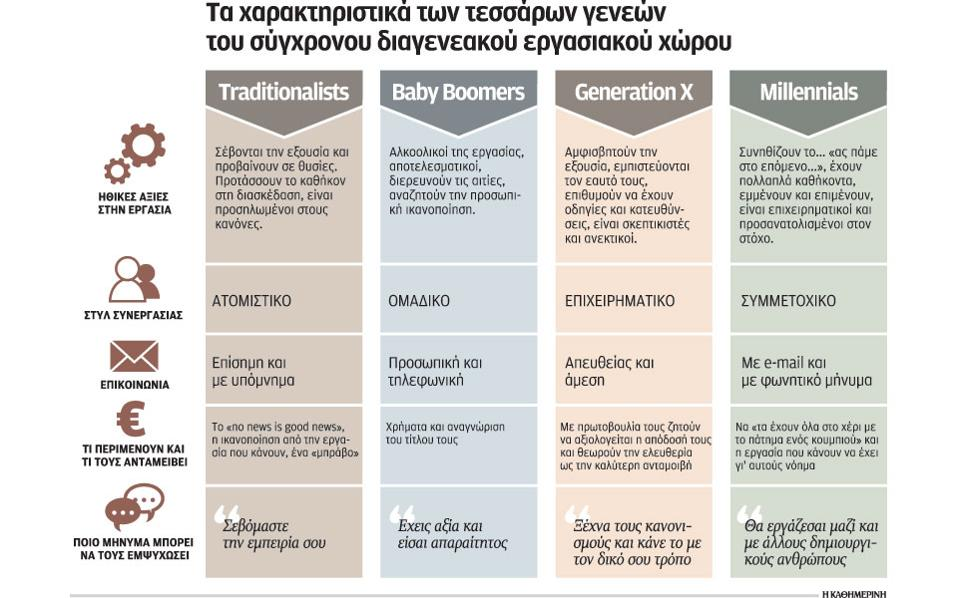 Τα χαρακτηριστικά των τεσσάρων γενεών
του σύγχρονου διαγενεακού εργασιακού χώρου
Traditionalists
Baby Boomers
Generation X
Millennials
ΗΘΙΚΕΣ ΑΞΙΕΣ
ΣΤΗΝ ΕΡΓΑΣΙΑ
Σέβονται την εξουσία και
προβαίνουν σε θυσίες.
Προτάσσουν το καθήκον
στη διασκέδαση, είναι
προσηλωμένοι στους
κανόνες.
Αλκοολικοί της εργασίας,
αποτελεσματικοί,
διερευνούν τις αιτίες,
αναζητούν την προσωπι-
κή ικανοποίηση.
Αμφισβητούν την
εξουσία, εμπιστεύονται
τον εαυτό τους,
επιθυμούν να έχουν
οδηγίες και κατευθύν-
σεις, είναι σκεπτικιστές
και ανεκτικοί.
Συνηθίζουν το... «ας πάμε
στο επόμενο...», έχουν
πολλαπλά καθήκοντα,
εμμένουν και επιμένουν,
είναι επιχειρηματικοί και
προσανατολισμένοι στον
στόχο.
ΣΤΥΛ ΣΥΝΕΡΓΑΣΙΑΣ
ΑΤΟΜΙΣΤΙΚΟ
ΟΜΑΔΙΚΟ
ΕΠΙΧΕΙΡΗΜΑΤΙΚΟ
ΣΥΜΜΕΤΟΧΙΚΟ
ΕΠΙΚΟΙΝΩΝΙΑ
Επίσημη και
με υπόμνημα
Προσωπική και
τηλεφωνική
Απευθείας και
άμεση
Με e-mail και
με φωνητικό μήνυμα
€
ΤΙ ΠΕΡΙΜΕΝΟΥΝ ΚΑΙ
ΤΙ ΤΟΥΣ ΑΝΤΑΜΕΙΒΕΙ
Το «no news is good news»,
η ικανοποίηση από την εργα-
σία που κάνουν, ένα «μπράβο»
Χρήματα και αναγνώριση
του τίτλου τους
Με πρωτοβουλία τους ζητούν
να αξιολογείται η απόδοσή τους
και θεωρούν την ελευθερία
ως την καλύτερη ανταμοιβή
Να «τα έχουν όλα στο χέρι με
το πάτημα ενός κουμπιού» και
η εργασία που κάνουν να έχει
γι' αυτούς νόημα
ΠΟΙΟ ΜΗΝΥΜΑ ΜΠΟΡΕΙ
ΝΑ ΤΟΥΣ ΕΜΨΥΧΩΣΕΙ
“Σεβόμαστε
την εμπειρία σου
“Εχεις αξία και
είσαι απαραίτητος
“Ξέχνα τους κανονι-
σμούς και κάνε το με
τον δικό σου τρόπο
“Θα εργάζεσαι μαζί και
με άλλους δημιουργι-
κούς ανθρώπους
Η ΚΑΘΗΜΕΡΙΝΗ